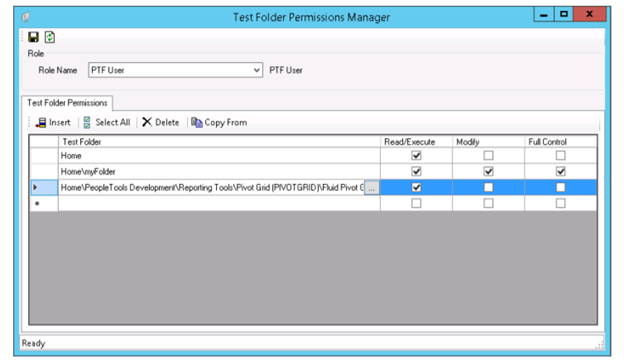 Test Folder Permissions Manager
Role
Role Name PTF User PTF User
Test Folder Permissions
Insert Select All Delete Copy From
Test Folder Read/Execute Modify Full Control
Home
Home\myFolder
Home\PeopleTools Development\Reporting Tools\Pivot Grid (PIVOTGRID)\Fluid Pivot G ...
Ready